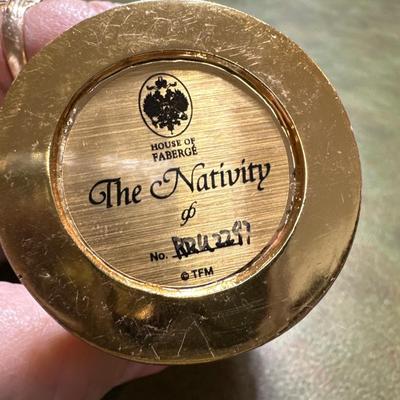 HOUSE OF
FABERGÉ
The Nativity
No.
© TFM